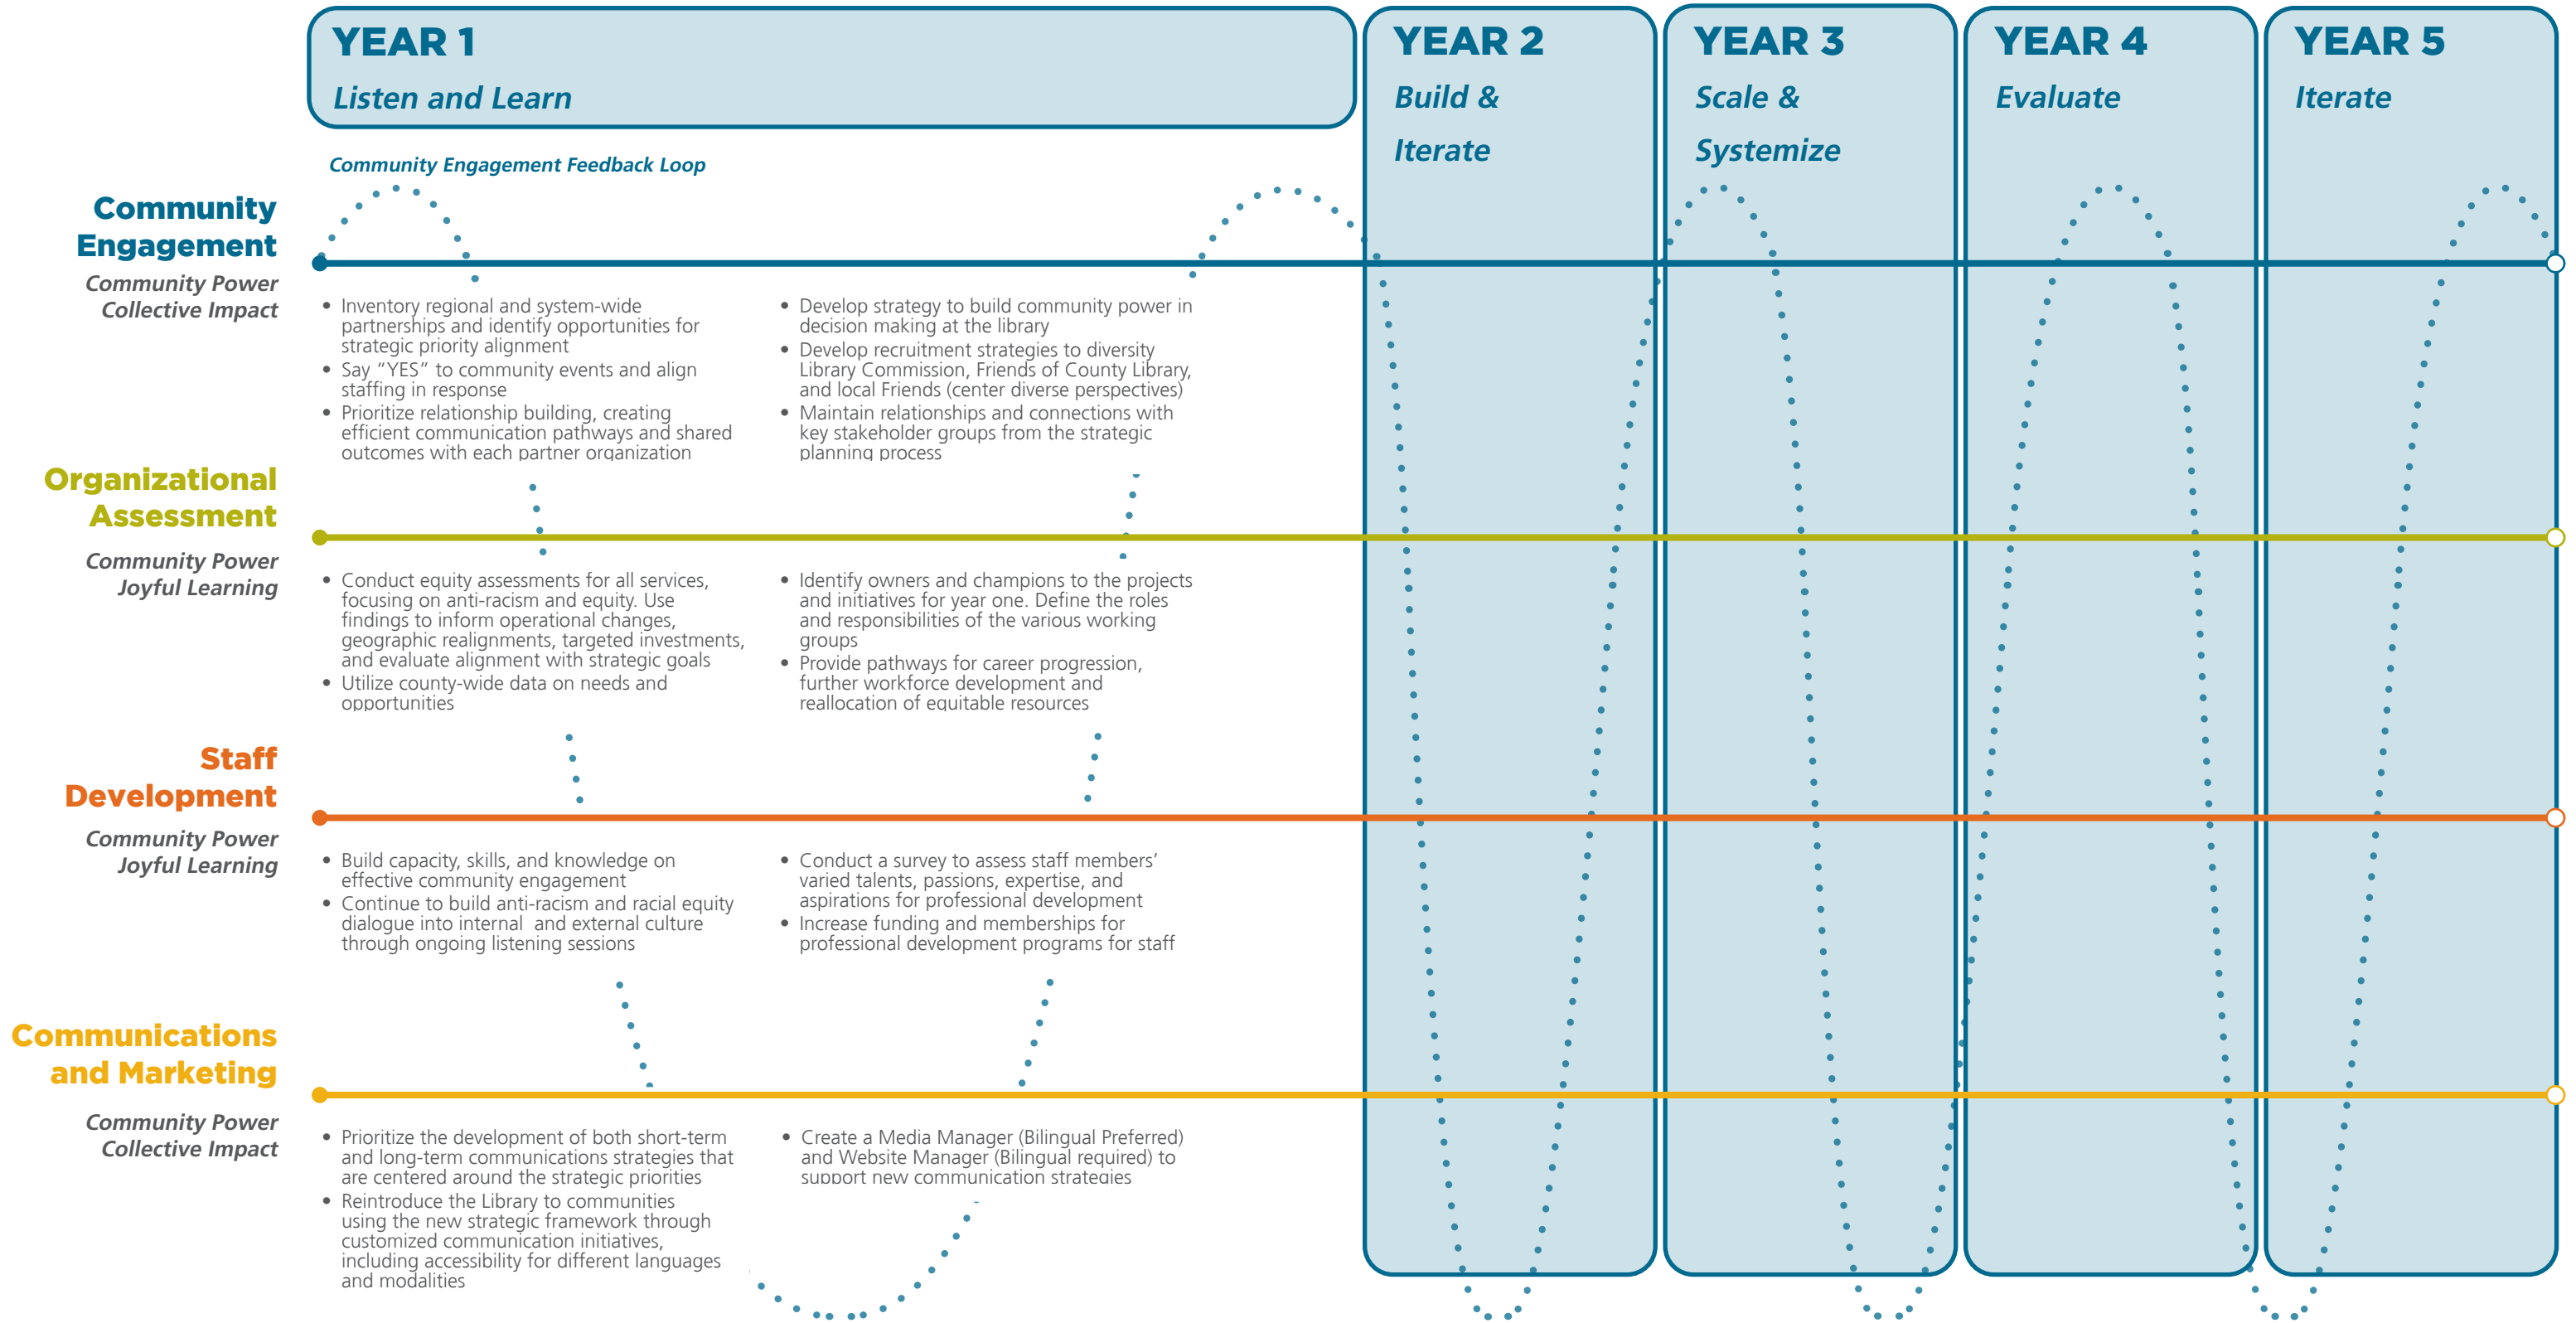 YEAR 1
Listen and Learn
YEAR 2
Build &
Iterate
YEAR 3
Scale &
Systemize
YEAR 4
Evaluate
YEAR 5
Iterate
Community Engagement Feedback Loop
Community
Engagement
Community Power
Collective Impact
• Inventory regional and system-wide
partnerships and identify opportunities for
strategic priority alignment
• Say “YES” to community events and align
staffing in response
• Prioritize relationship building, creating
efficient communication pathways and shared
outcomes with each partner organization
• Develop strategy to build community power in
decision making at the library
• Develop recruitment strategies to diversity
Library Commission, Friends of County Library,
and local Friends (center diverse perspectives)
• Maintain relationships and connections with
key stakeholder groups from the strategic
planning process
Organizational
Assessment
Community Power
Joyful Learning
• Conduct equity assessments for all services,
focusing on anti-racism and equity. Use
findings to inform operational changes,
geographic realignments, targeted investments,
and evaluate alignment with strategic goals
• Utilize county-wide data on needs and
opportunities
• Identify owners and champions to the projects
and initiatives for year one. Define the roles
and responsibilities of the various working
groups
• Provide pathways for career progression,
further workforce development and
reallocation of equitable resources
Staff
Development
Community Power
Joyful Learning
• Build capacity, skills, and knowledge on
effective community engagement
• Continue to build anti-racism and racial equity
dialogue into internal  and external culture
through ongoing listening sessions
• Conduct a survey to assess staff members’
varied talents, passions, expertise, and
aspirations for professional development
• Increase funding and memberships for
professional development programs for staff
Communications
and Marketing
Community Power
Collective Impact
• Prioritize the development of both short-term
and long-term communications strategies that
are centered around the strategic priorities
• Reintroduce the Library to communities
using the new strategic framework through
customized communication initiatives,
including accessibility for different languages
and modalities
• Create a Media Manager (Bilingual Preferred)
and Website Manager (Bilingual required) to
support new communication strategies